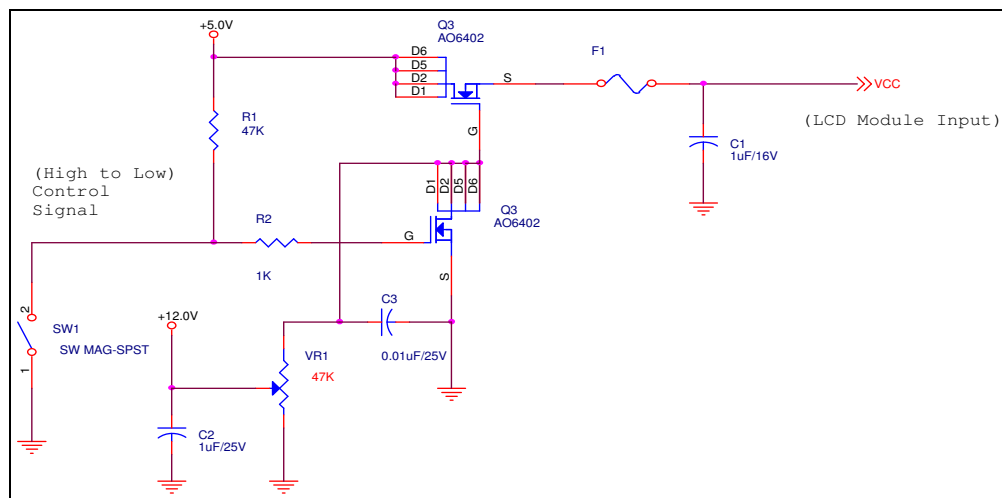 +5.0V
Q3
AO6402
D6
D5
D2
D1
S
G
F1
VCC
(LCD Module Input)
R1
47K
C1
1uF/16V
(High to Low)
Control
Signal
D1
D2
D5
D6
Q3
AO6402
R2
1K
G
S
+12.0V
C3
0.01uF/25V
2
1
SW1
SW MAG-SPST
VR1
47K
C2
1uF/25V